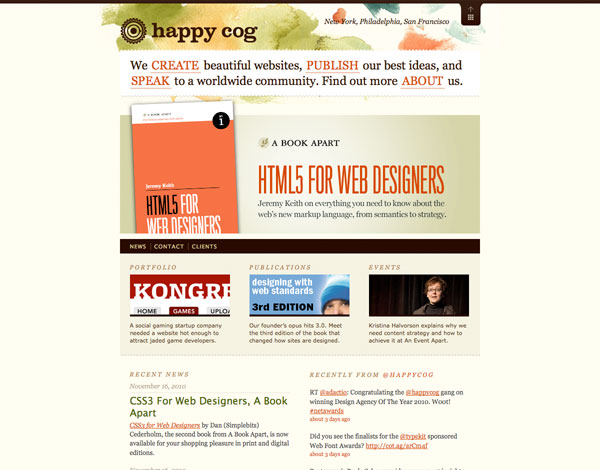 happy cog
New York, Philadelphia, San Francisco
We CREATE beautiful websites, PUBLISH our best ideas, and
SPEAK to a worldwide community. Find out more ABOUT us.
A BOOK APART
1
Jeremy Keith
HTML5 FOR
WEB DESIGNERS
A BOOK APART
HTML5 FOR WEB DESIGNERS
Jeremy Keith on everything you need to know about the
web's new markup language, from semantics to strategy.
NEWS CONTACT CLIENTS
PORTFOLIO
KONGRE
HOME GAMES UPLOA
A social gaming startup company
needed a website hot enough to
attract jaded game developers.
PUBLICATIONS
designing with
web standards
3rd EDITION
Our founder's opus hits 3.0. Meet
the third edition of the book that
changed how sites are designed.
EVENTS
Kristina Halvorson explains why we
need content strategy and how to
achieve it at An Event Apart.
RECENT NEWS
November 16, 2010
CSS3 For Web Designers, A Book
Apart
CSS3 for Web Designers by Dan (Simplebits)
Cederholm, the second book from A Book Apart, is now
available for your shopping pleasure in print and digital
editions.
RECENTLY FROM @HAPPYCOG
RT @adactio: Congratulating the @happycog gang on
winning Design Agency Of The Year 2010. Woot!
#netawards
about 3 days ago
Did you see the finalists for the @typekit sponsored
Web Font Awards? http://cot.ag/arCmaf
about 3 days ago